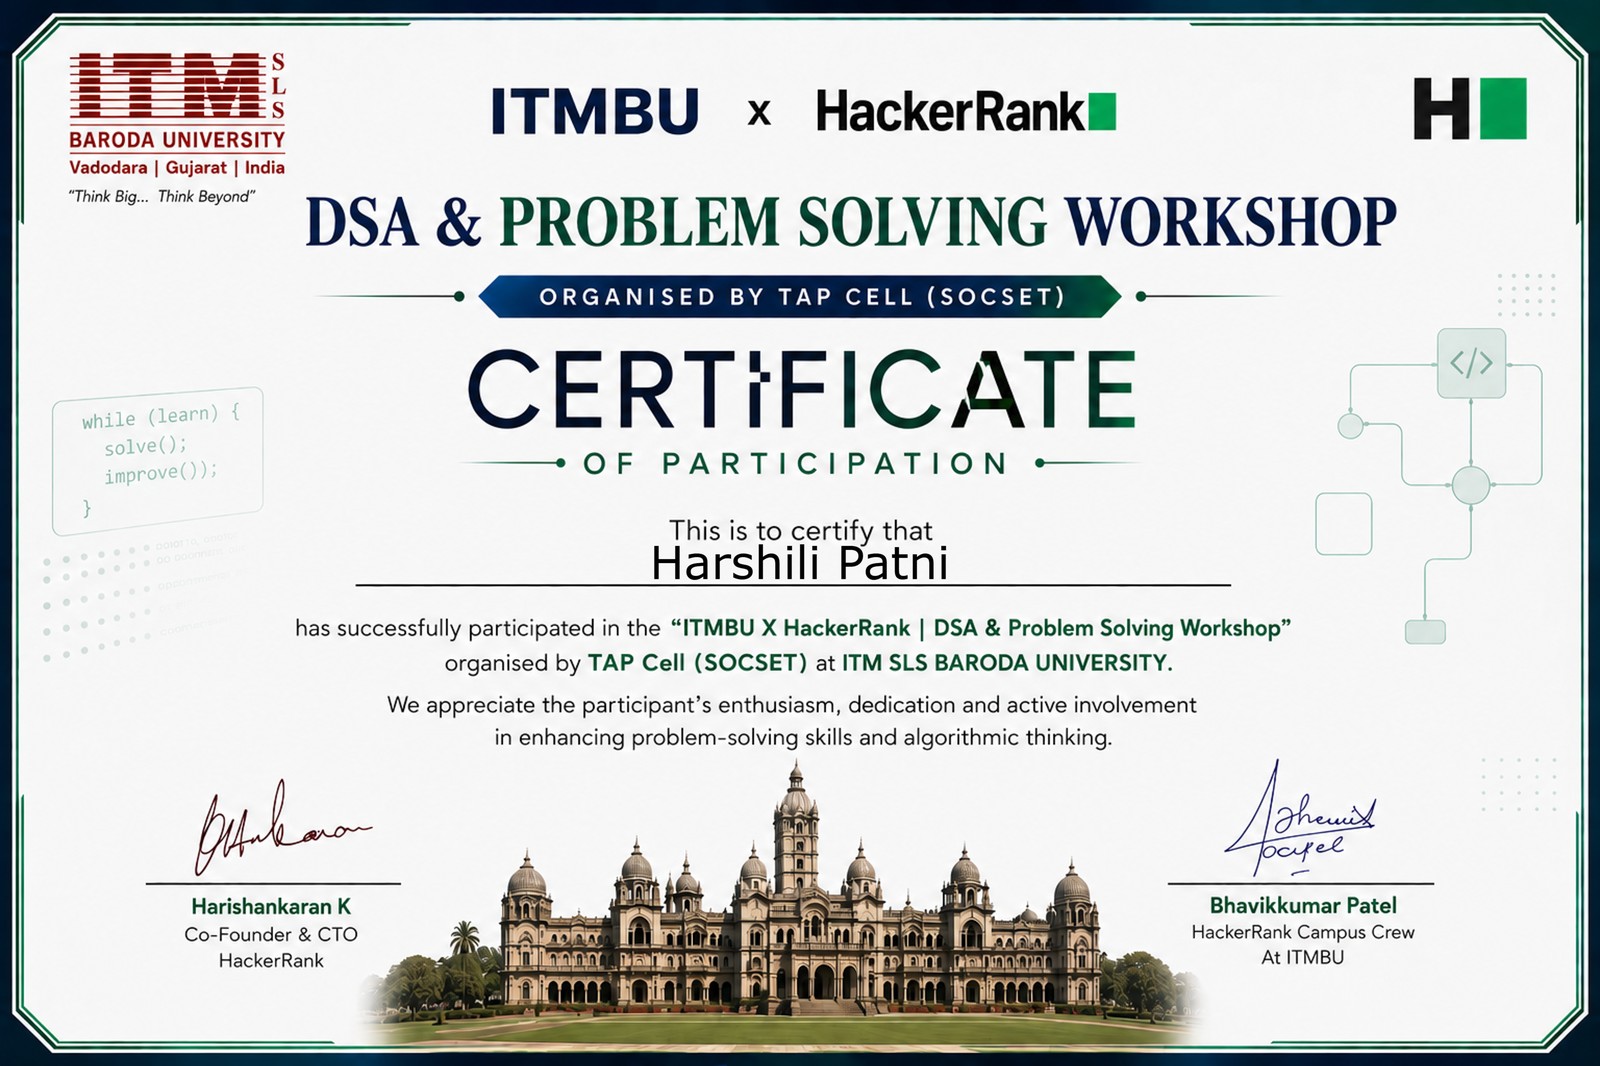 ITM SLS
BARODA UNIVERSITY
Vadodara | Gujarat | India
"Think Big... Think Beyond"
ITMBU x HackerRank
H
DSA & PROBLEM SOLVING WORKSHOP
ORGANISED BY TAP CELL (SOCSET)
CERTIFICATE
OF PARTICIPATION
while (learn) {
solve();
improve());
}
</>
This is to certify that
Harshili Patni
has successfully participated in the “ITMBU X HackerRank | DSA & Problem Solving Workshop”
organised by TAP Cell (SOCSET) at ITM SLS BARODA UNIVERSITY.
We appreciate the participant’s enthusiasm, dedication and active involvement
in enhancing problem-solving skills and algorithmic thinking.
Harishankaran K
Co-Founder & CTO
HackerRank
Bhavikkumar Patel
HackerRank Campus Crew
At ITMBU